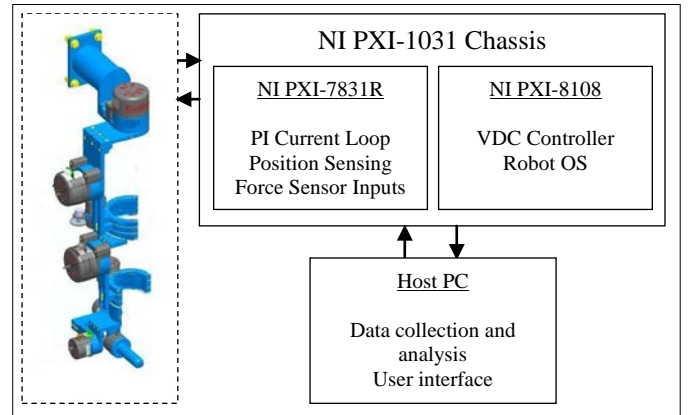 NI PXI-1031 Chassis
NI PXI-7831R
PI Current Loop
Position Sensing
Force Sensor Inputs
NI PXI-8108
VDC Controller
Robot OS
Host PC
Data collection and
analysis
User interface